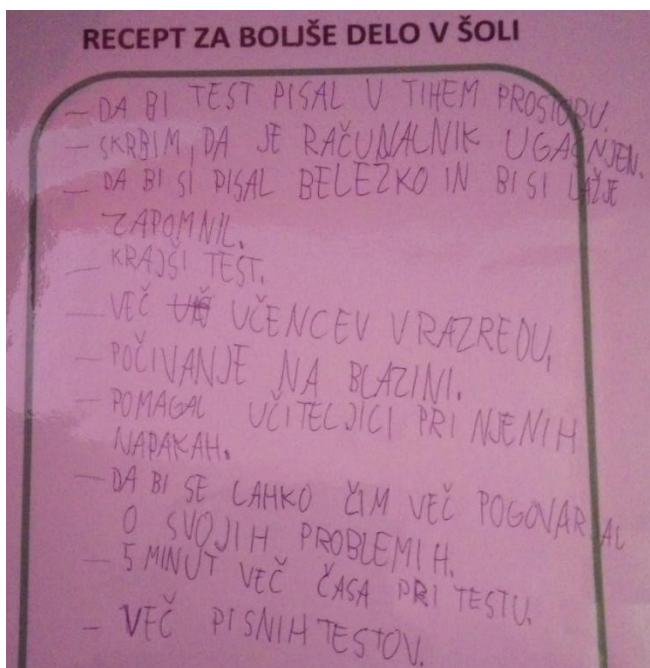 RECEPT ZA BOLJŠE DELO V ŠOLI
– DA BI TEST PISAL V TIHEM PROSTORU.
– SKRBIM, DA JE RAČUNALNIK UGASNJEN.
– DA BI SI PISAL BELEŽKO IN BI SI LAŽJE
ZAPOMNIL.
– KRAJŠI TEST.
– VEČ UČENCEV V RAZREDU.
– POČIVANJE NA BLAZINI.
– POMAGAL UČITELJICI PRI NJENIH
NAPAKAH.
– DA BI SE LAHKO ČIM VEČ POGOVARJAL
O SVOJIH PROBLEMIH.
– 5 MINUT VEČ ČASA PRI TESTU.
– VEČ PISNIH TESTOV.